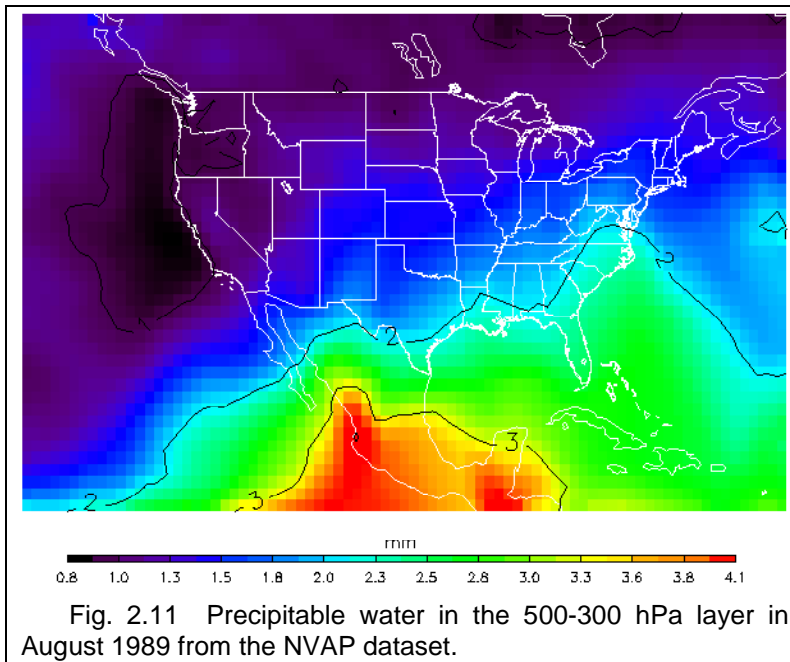 2
2
3
3
2
mm
0.8 1.0 1.3 1.5 1.8 2.0 2.3 2.5 2.8 3.0 3.3 3.6 3.8 4.1
Fig. 2.11 Precipitable water in the 500-300 hPa layer in
August 1989 from the NVAP dataset.